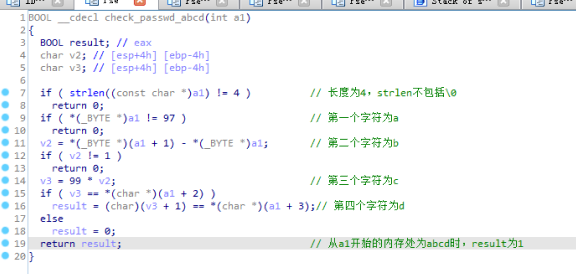 Stack of s…
1 BOOL __cdecl check_passwd_abcd(int a1)
2 {
3 BOOL result; // eax
4 char v2; // [esp+4h] [ebp-4h]
5 char v3; // [esp+4h] [ebp-4h]
6
7 if ( strlen((const char *)a1) != 4 ) // 长度为4，strlen不包括\0
8 return 0;
9 if ( *(_BYTE *)a1 != 97 ) // 第一个字符为a
10 return 0;
11 v2 = *(_BYTE *)(a1 + 1) - *(_BYTE *)a1; // 第二个字符为b
12 if ( v2 != 1 )
13 return 0;
14 v3 = 99 * v2; // 第三个字符为c
15 if ( v3 == *(char *)(a1 + 2) )
16 result = (char)(v3 + 1) == *(char *)(a1 + 3);// 第四个字符为d
17 else
18 result = 0;
19 return result; // 从a1开始的内存处为abcd时，result为1
20 }